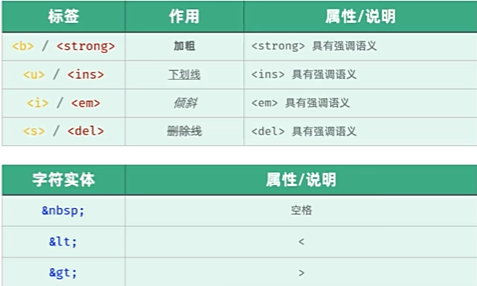 标签 作用 属性/说明
<b> / <strong> 加粗 <strong> 具有强调语义
<u> / <ins> 下划线 <ins> 具有强调语义
<i> / <em> 倾斜 <em> 具有强调语义
<s> / <del> 删除线 <del> 具有强调语义
字符实体 属性/说明
&nbsp; 空格
&lt; <
&gt; >